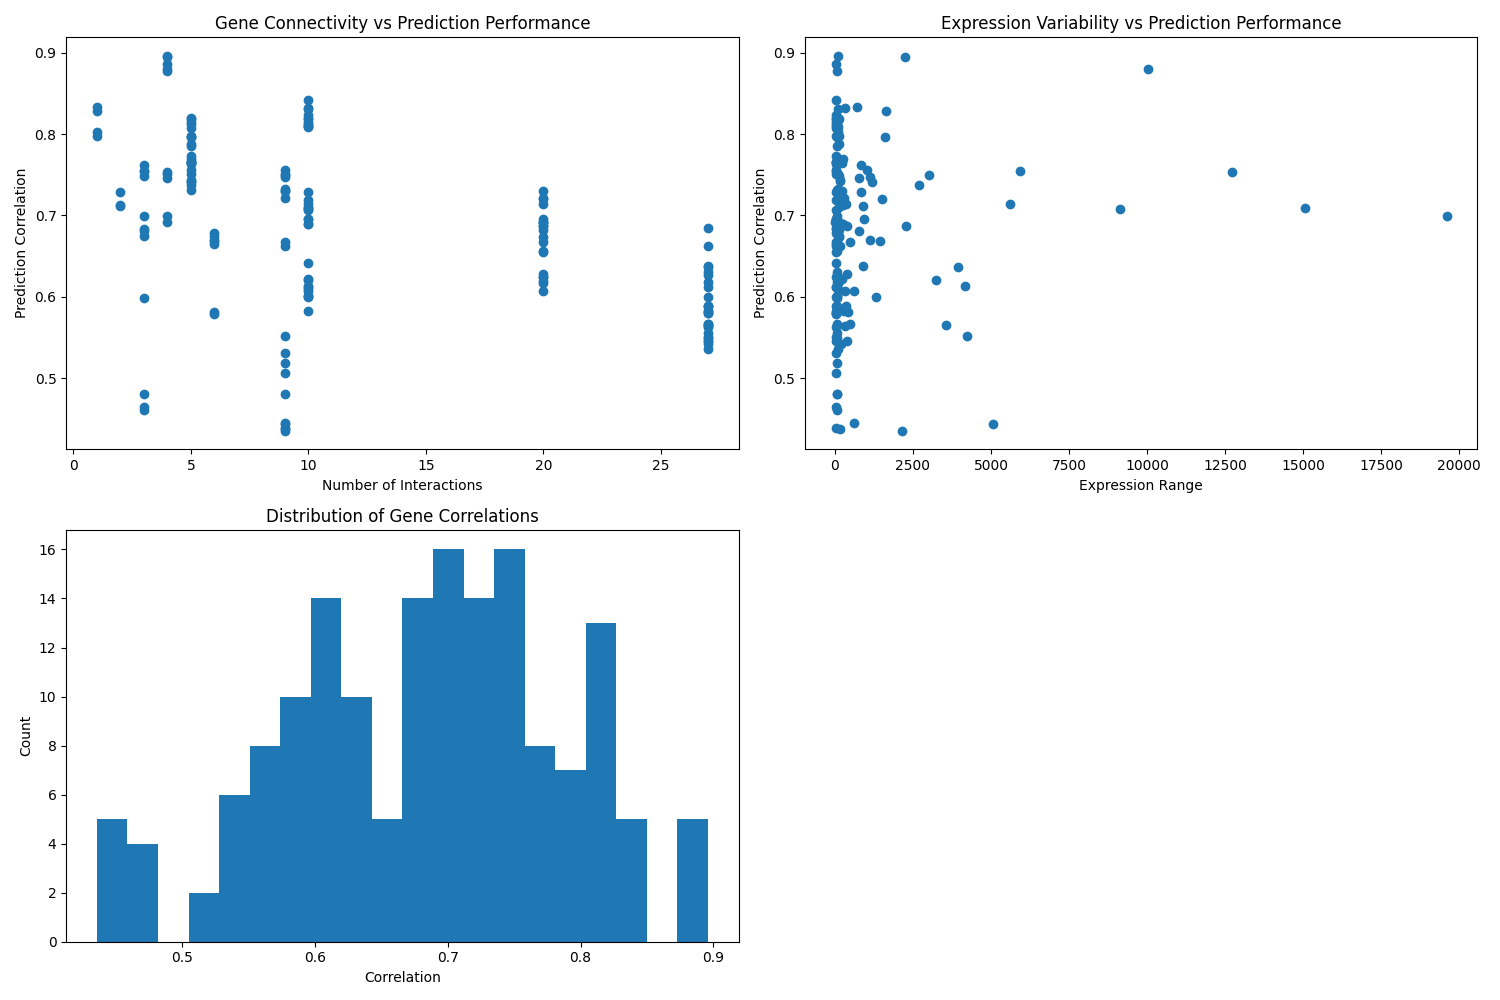 Gene Connectivity vs Prediction Performance
0.9
0.8
0.7
0.6
0.5
Prediction Correlation
0 5 10 15 20 25
Number of Interactions
Expression Variability vs Prediction Performance
0.9
0.8
0.7
0.6
0.5
Prediction Correlation
0 2500 5000 7500 10000 12500 15000 17500 20000
Expression Range
Distribution of Gene Correlations
16
14
12
10
8
6
4
2
0
Count
0.5 0.6 0.7 0.8 0.9
Correlation